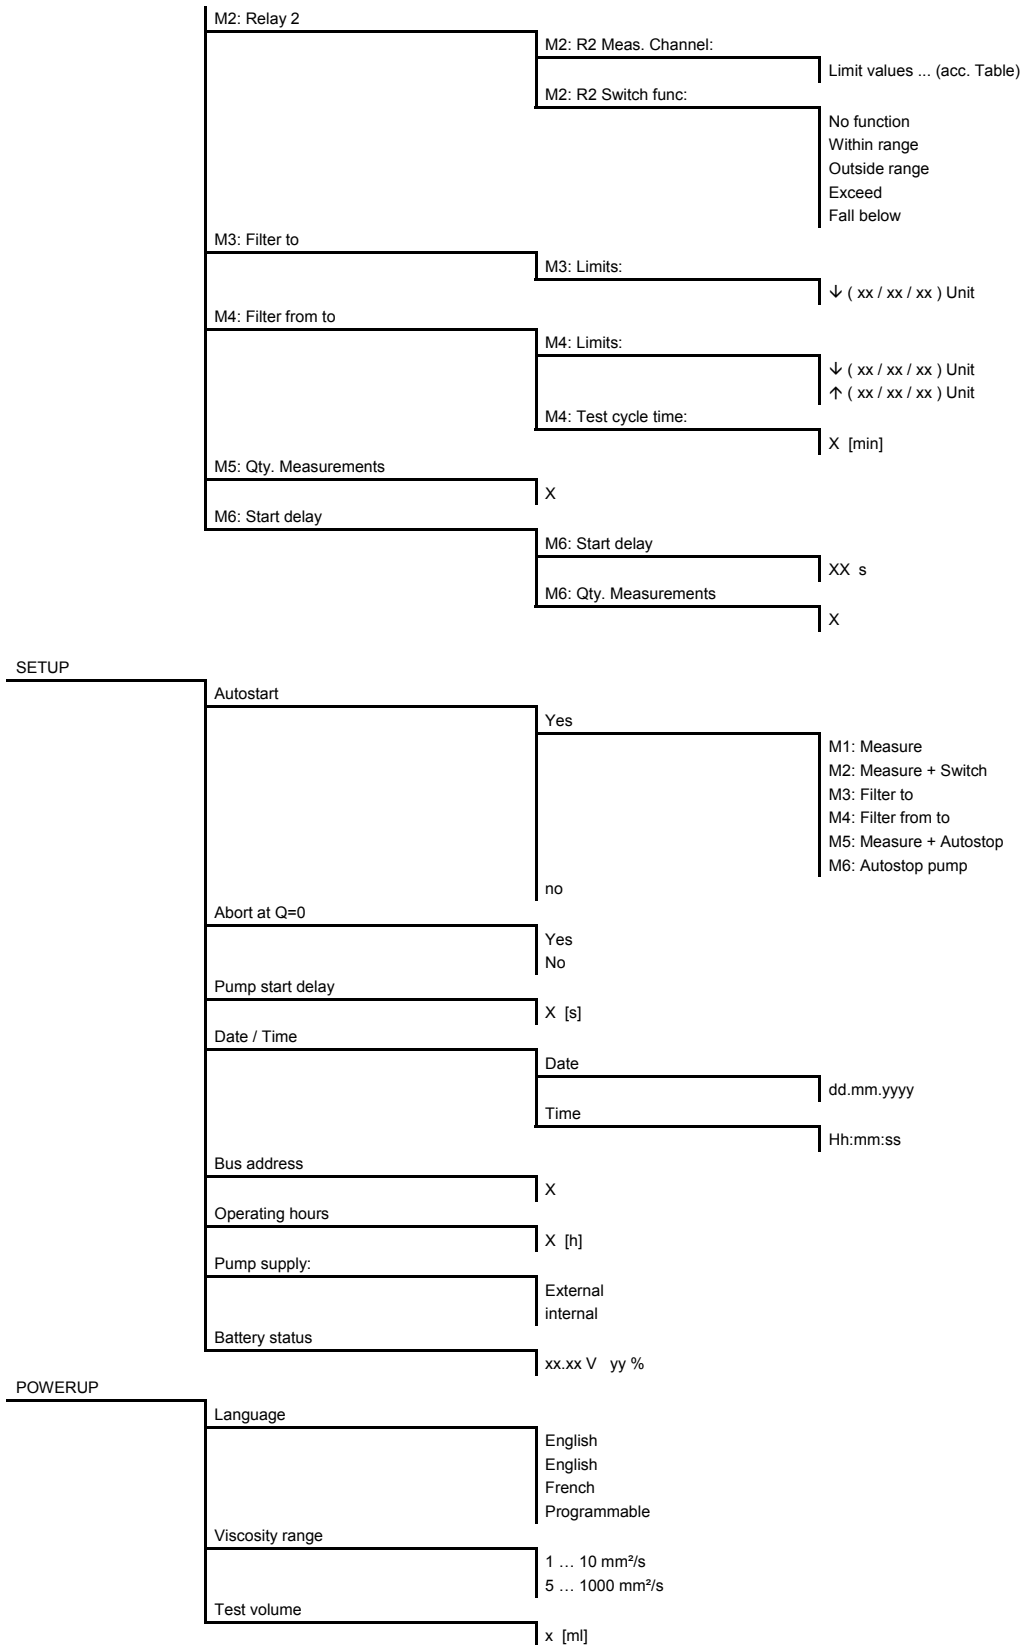 M2: Relay 2
M2: R2 Meas. Channel:
Limit values ... (acc. Table)
M2: R2 Switch func:
No function
Within range
Outside range
Exceed
Fall below
M3: Filter to
M3: Limits:
↓ ( xx / xx / xx ) Unit
M4: Filter from to
M4: Limits:
↓ ( xx / xx / xx ) Unit
↑ ( xx / xx / xx ) Unit
M4: Test cycle time:
X [min]
M5: Qty. Measurements
X
M6: Start delay
M6: Start delay
XX s
M6: Qty. Measurements
X
SETUP
Autostart
Yes
M1: Measure
M2: Measure + Switch
M3: Filter to
M4: Filter from to
M5: Measure + Autostop
M6: Autostop pump
no
Abort at Q=0
Yes
No
Pump start delay
X [s]
Date / Time
Date
dd.mm.yyyy
Time
Hh:mm:ss
Bus address
X
Operating hours
X [h]
Pump supply:
External
internal
Battery status
xx.xx V yy %
POWERUP
Language
English
English
French
Programmable
Viscosity range
1 … 10 mm²/s
5 … 1000 mm²/s
Test volume
x [ml]